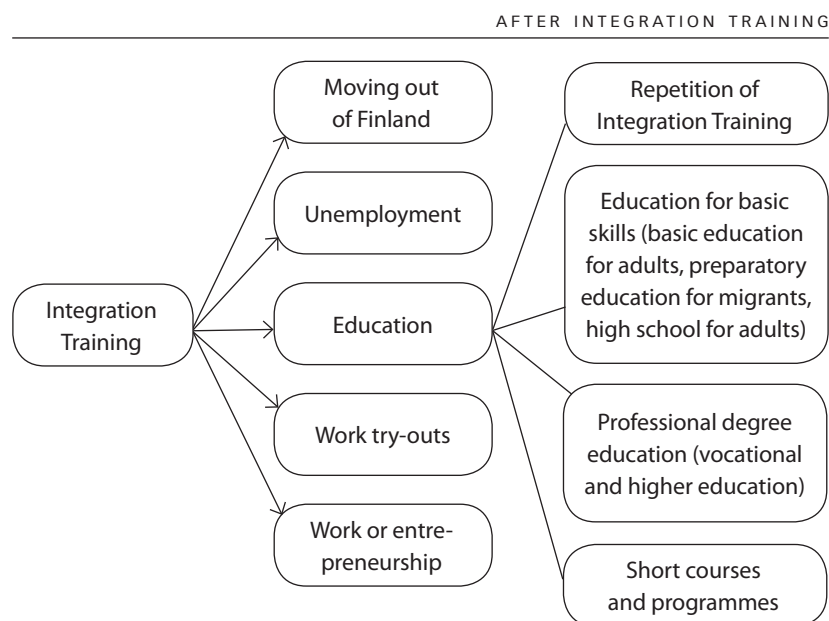 AFTER INTEGRATION TRAINING
Integration
Training
Moving out
of Finland
Unemployment
Education
Work try-outs
Work or entre-
preneurship
Repetition of
Integration Training
Education for basic
skills (basic education
for adults, preparatory
education for migrants,
high school for adults)
Professional degree
education (vocational
and higher education)
Short courses
and programmes